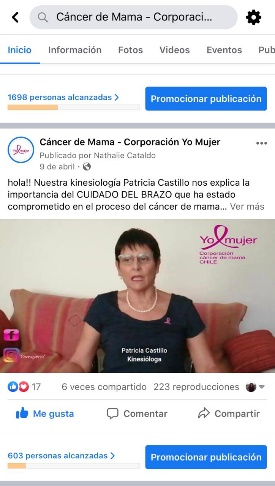 Cáncer de Mama - Corporaci...
Inicio
Información
Fotos
Videos
Eventos
Pub
1698 personas alcanzadas >
Promocionar publicación
Cáncer de Mama - Corporación Yo Mujer
Publicado por Nathalie Cataldo
9 de abril ·
hola!! Nuestra kinesiología Patricia Castillo nos explica la
importancia del CUIDADO DEL BRAZO que ha estado
comprometido en el proceso del cáncer de mama... Ver más
Yo mujer
Corporación
cáncer de mama
CHILE
Patricia Castillo
Kinesióloga
17
6 veces compartido
223 reproducciones
Me gusta
Comentar
Compartir
603 personas alcanzadas >
Promocionar publicación